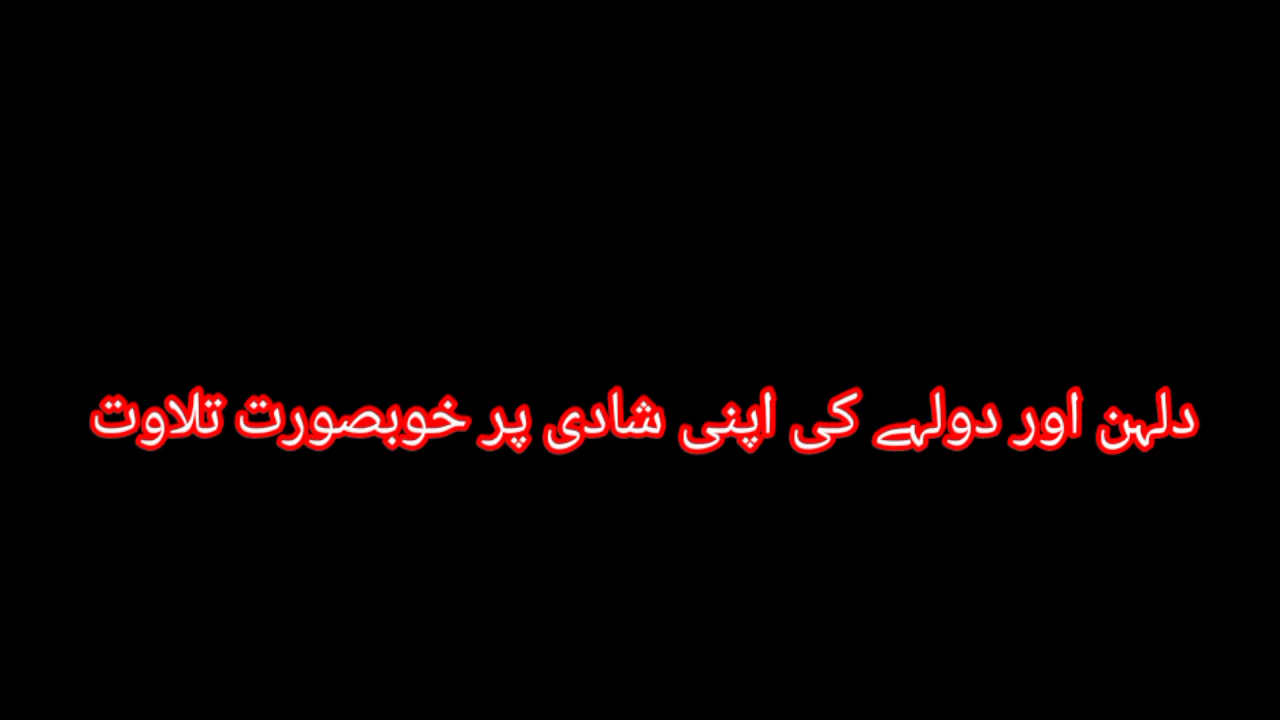 دلہن اور دولہے کی اپنی شادی پر خوبصورت تلاوت